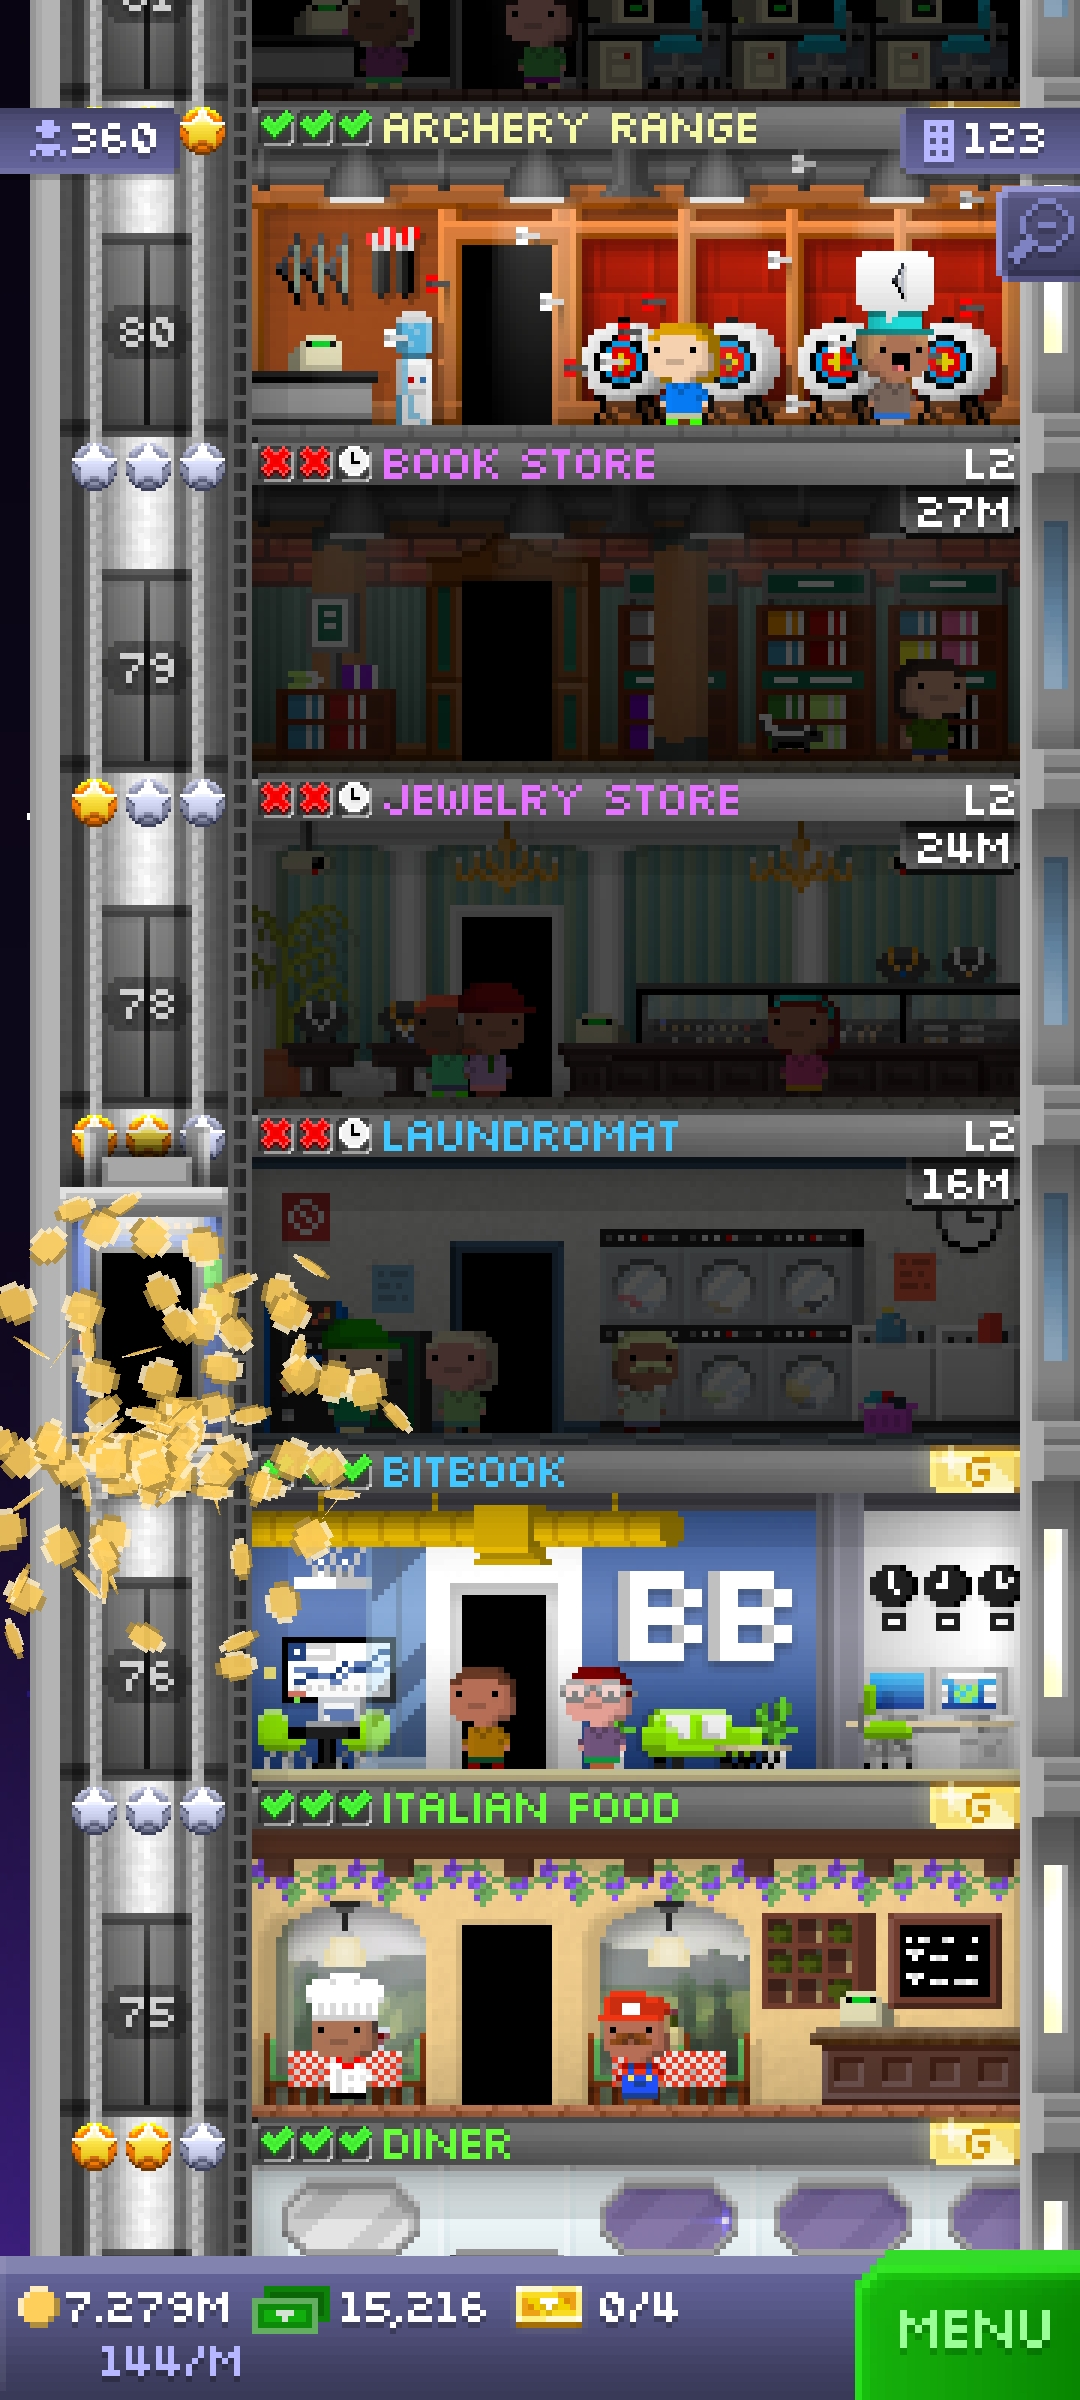 ARCHERY RANGE
360
123
80
BOOK STORE L2
27M
79
JEWELRY STORE L2
24M
78
LAUNDROMAT L2
16M
BITBOOK G
BB
76
ITALIAN FOOD G
75
DINER G
7.279M 15,216 0/4
144/M
MENU